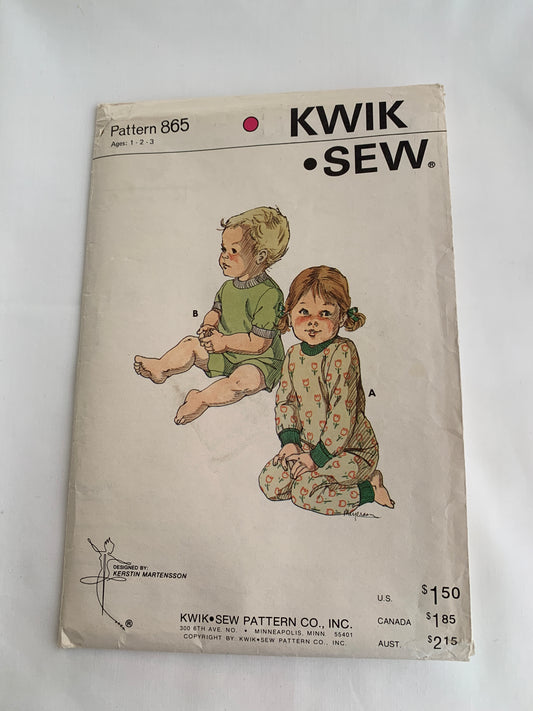 Pattern 865
Ages: 1 - 2 - 3
KWIK
•SEW®
B
A
DESIGNED BY:
KERSTIN MARTENSSON
®
KWIK•SEW PATTERN CO., INC.
300 6TH AVE. NO. • MINNEAPOLIS, MINN. 55401
COPYRIGHT BY KWIK•SEW PATTERN CO., INC.
U.S. $1.50
CANADA $1.85
AUST. $2.15